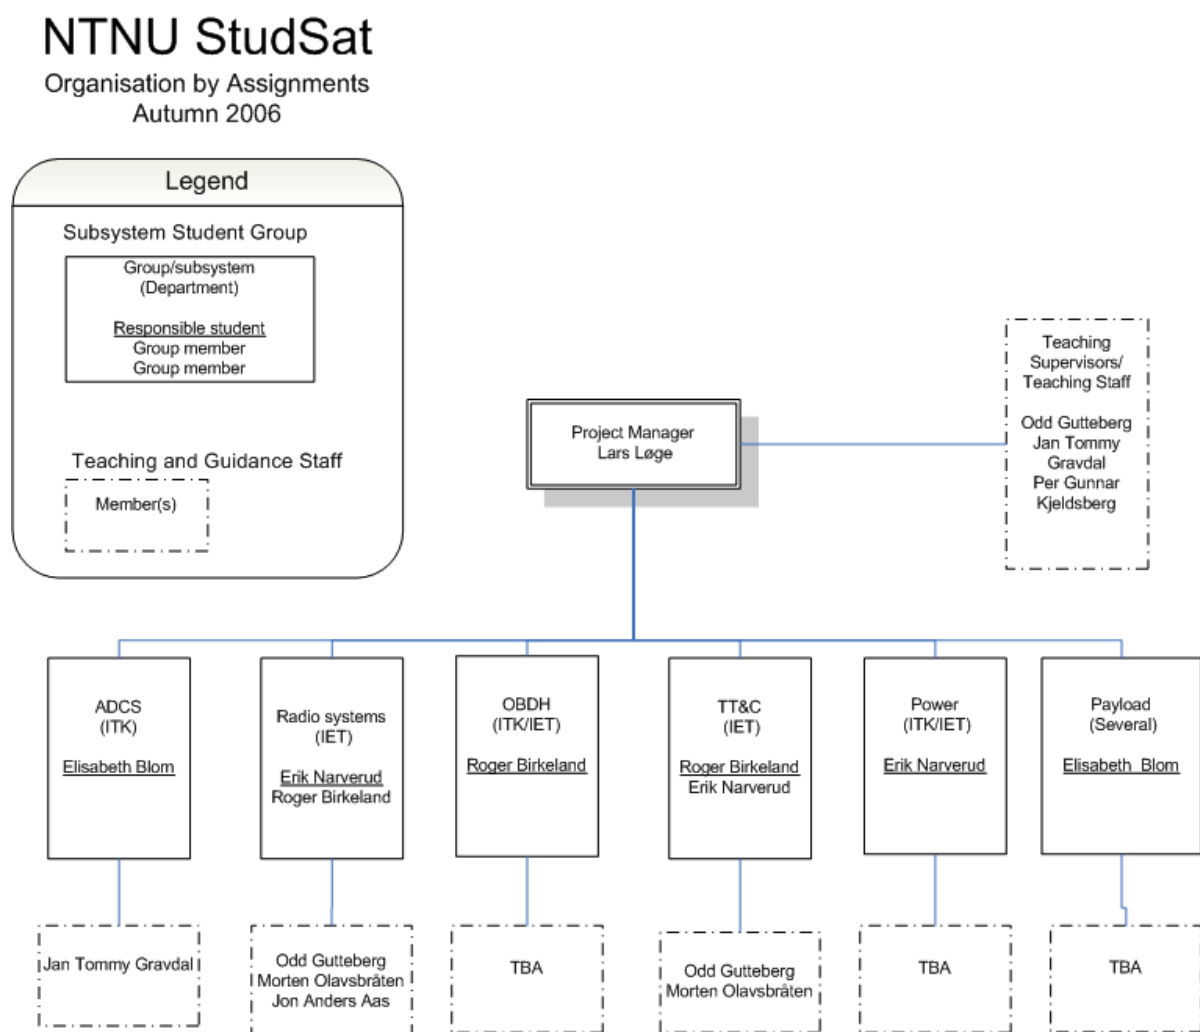 NTNU StudSat
Organisation by Assignments
Autumn 2006
Legend
Subsystem Student Group
Group/subsystem
(Department)
Responsible student
Group member
Group member
Teaching and Guidance Staff
Member(s)
Project Manager
Lars Løge
Teaching
Supervisors/
Teaching Staff
Odd Gutteberg
Jan Tommy
Gravdal
Per Gunnar
Kjeldsberg
ADCS
(ITK)
Elisabeth Blom
Radio systems
(IET)
Erik Narverud
Roger Birkeland
OBDH
(ITK/IET)
Roger Birkeland
TT&C
(IET)
Roger Birkeland
Erik Narverud
Power
(ITK/IET)
Erik Narverud
Payload
(Several)
Elisabeth Blom
Jan Tommy Gravdal
Odd Gutteberg
Morten Olavsbråten
Jon Anders Aas
TBA
Odd Gutteberg
Morten Olavsbråten
TBA
TBA